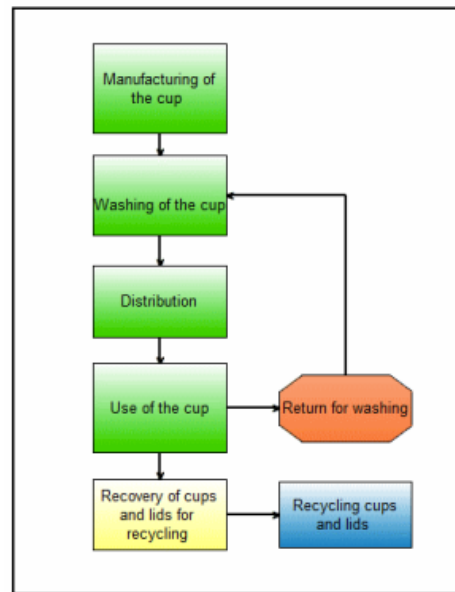 Manufacturing of
the cup
Washing of the cup
Distribution
Use of the cup
Return for washing
Recovery of cups
and lids for
recycling
Recycling cups
and lids